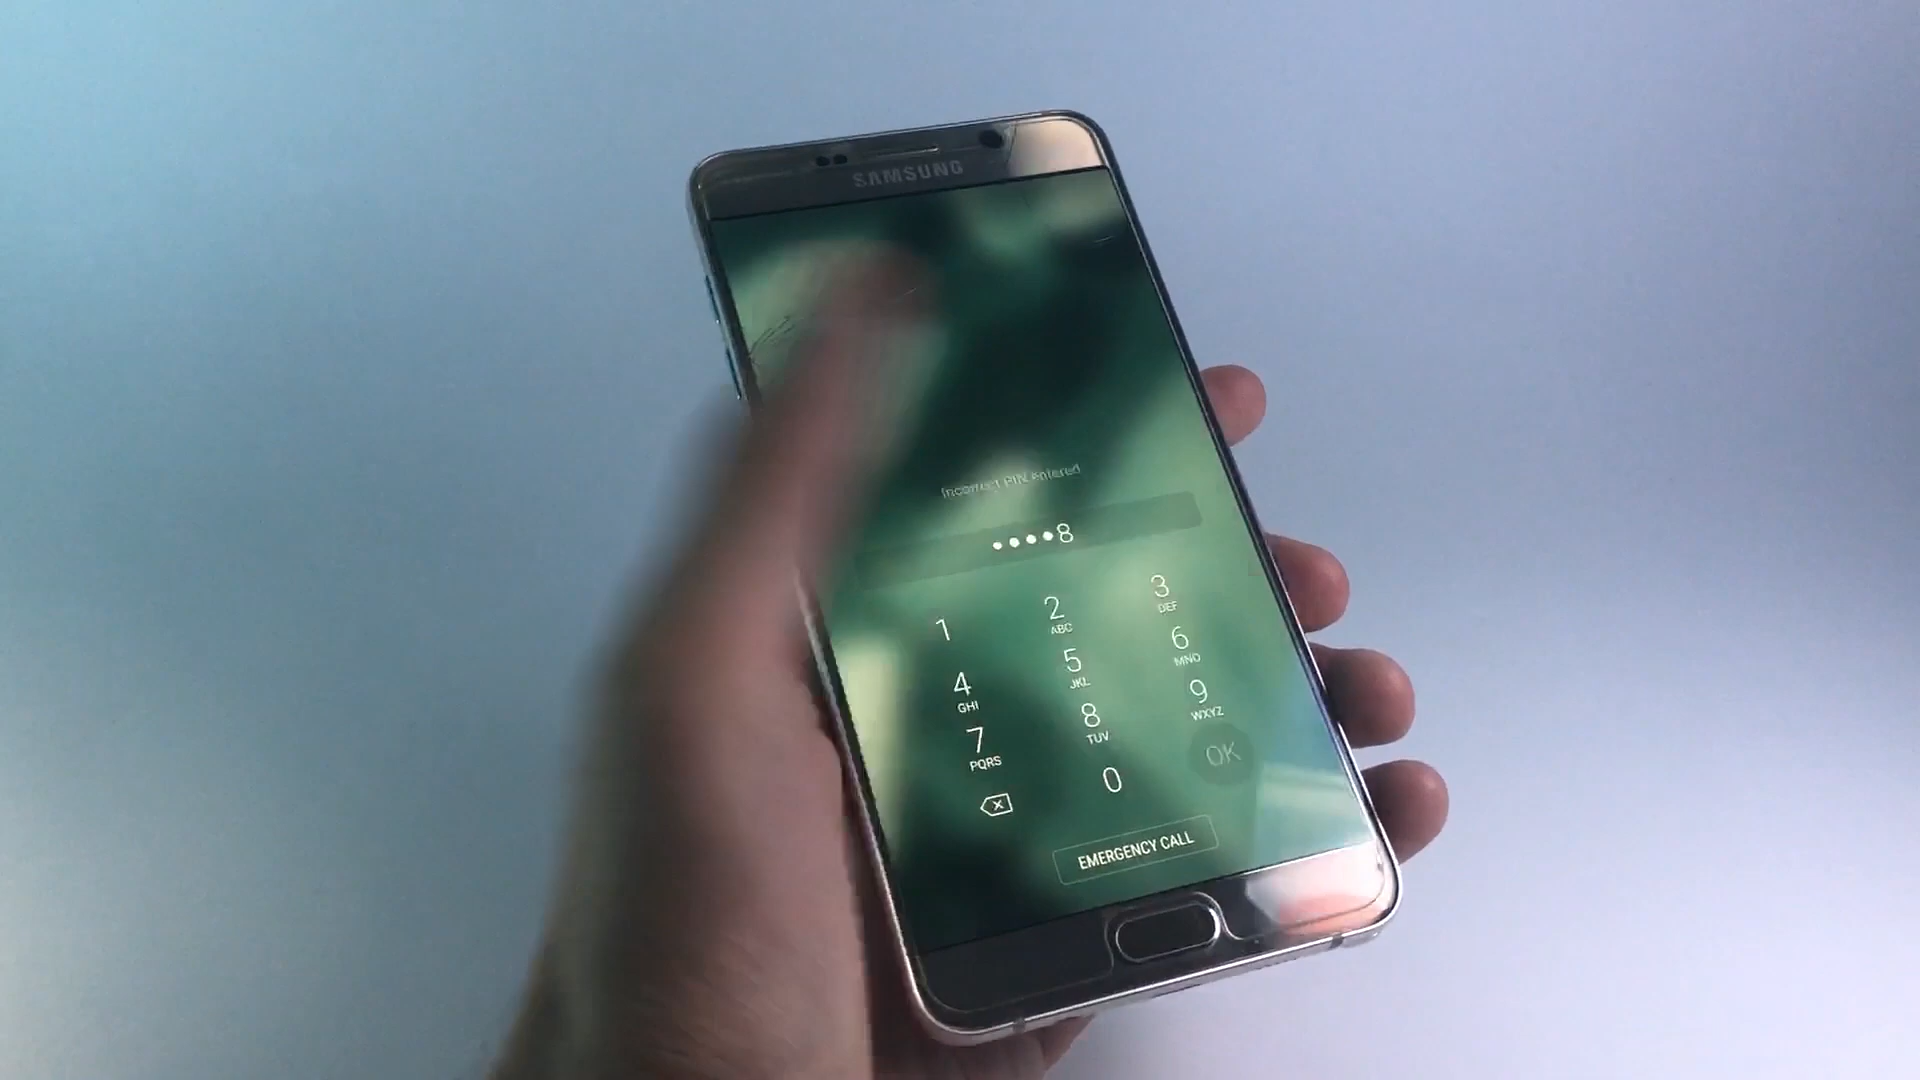 SAMSUNG
Incorrect PIN entered
••••8
1
2
ABC
3
DEF
4
GHI
5
JKL
6
MNO
7
PQRS
8
TUV
9
WXYZ
0
OK
EMERGENCY CALL